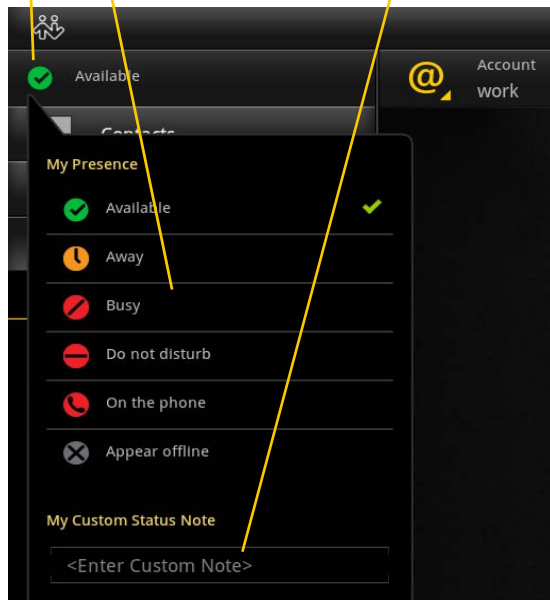 Available
@
Account
work
Contacts
My Presence
Available
Away
Busy
Do not disturb
On the phone
Appear offline
My Custom Status Note
<Enter Custom Note>